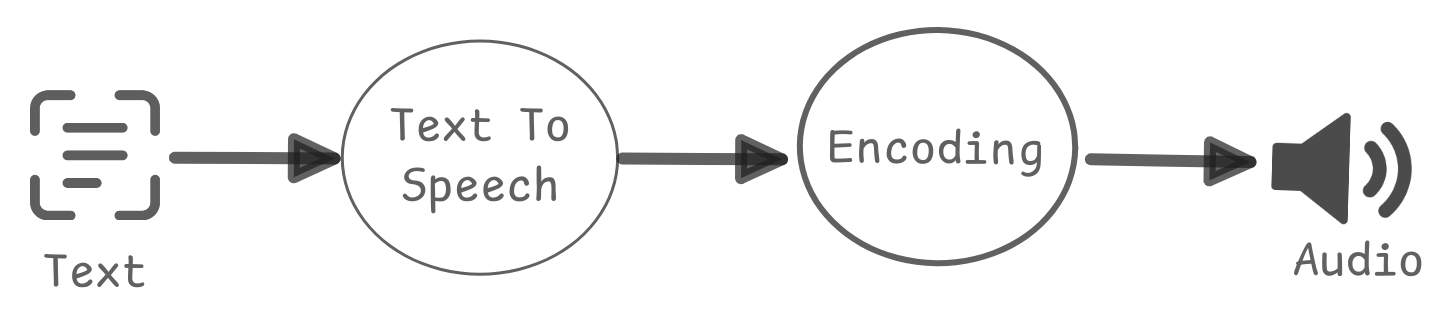 Text
Text To
Speech
Encoding
Audio